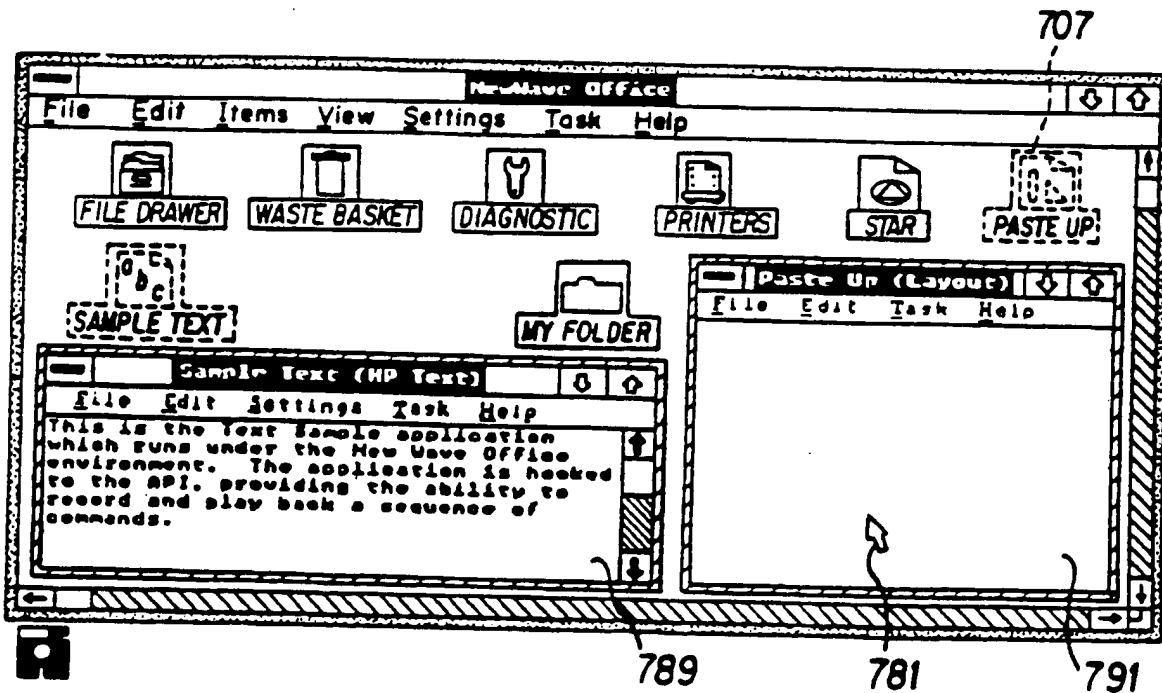 707
NewWave Office
File Edit Items View Settings Task Help
FILE DRAWER WASTE BASKET DIAGNOSTIC PRINTERS STAR PASTE UP
a b c
SAMPLE TEXT MY FOLDER
Paste Up (Layout)
File Edit Task Help
Sample Text (HP Text)
File Edit Settings Task Help
This is the Text Sample application
which runs under the New Wave Office
environment. The application is hooked
to the API, providing the ability to
record and play back a sequence of
commands.
789 781 791